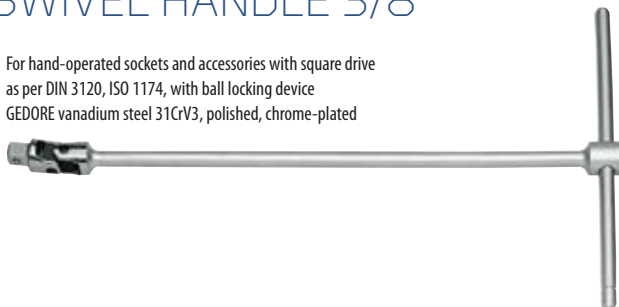 SWIVEL HANDLE 3/8
For hand-operated sockets and accessories with square drive
as per DIN 3120, ISO 1174, with ball locking device
GEDORE vanadium steel 31CrV3, polished, chrome-plated